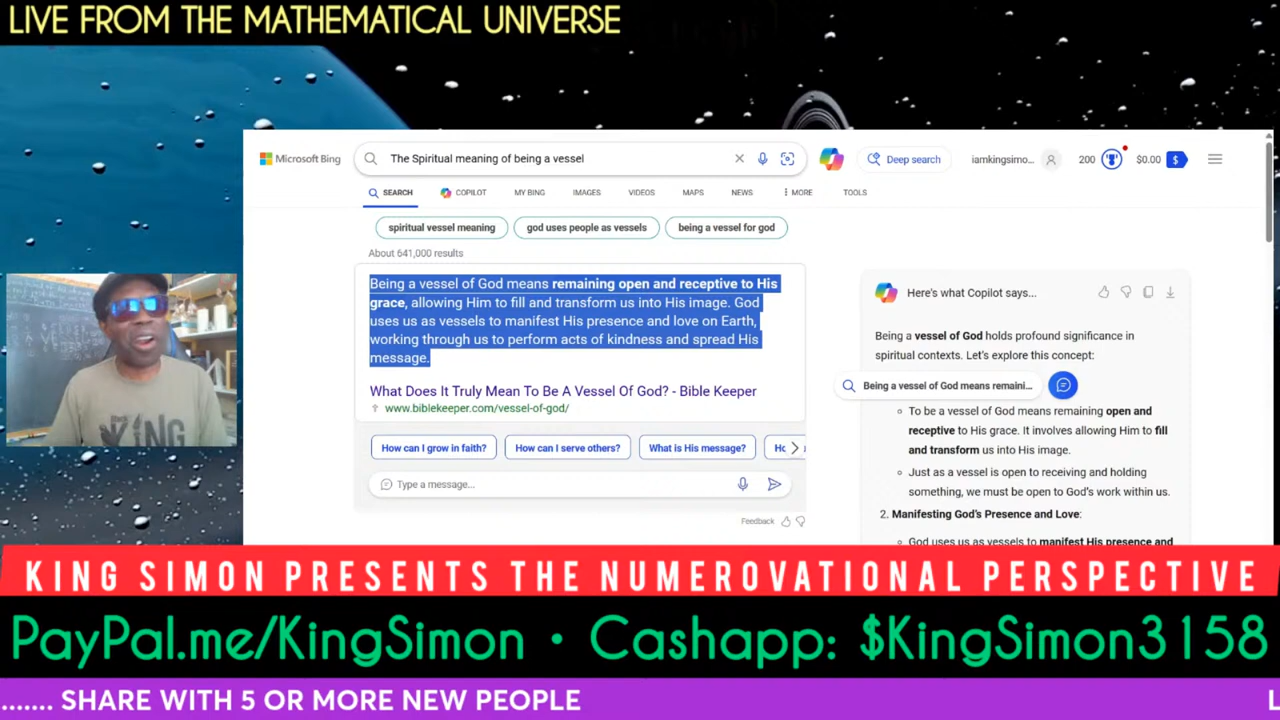 LIVE FROM THE MATHEMATICAL UNIVERSE
Microsoft Bing
The Spiritual meaning of being a vessel
Deep search
iamkingsimo...
200
$0.00
SEARCH
COPILOT
MY BING
IMAGES
VIDEOS
MAPS
NEWS
MORE
TOOLS
spiritual vessel meaning
god uses people as vessels
being a vessel for god
About 641,000 results
Being a vessel of God means remaining open and receptive to His
grace, allowing Him to fill and transform us into His image. God
uses us as vessels to manifest His presence and love on Earth,
working through us to perform acts of kindness and spread His
message.
What Does It Truly Mean To Be A Vessel Of God? - Bible Keeper
www.biblekeeper.com/vessel-of-god/
How can I grow in faith?
How can I serve others?
What is His message?
Type a message...
Feedback
Here's what Copilot says...
Being a vessel of God holds profound significance in
spiritual contexts. Let's explore this concept:
Being a vessel of God means remaini...
To be a vessel of God means remaining open and
receptive to His grace. It involves allowing Him to fill
and transform us into His image.
Just as a vessel is open to receiving and holding
something, we must be open to God's work within us.
2. Manifesting God's Presence and Love:
God uses us as vessels to manifest His presence and
KING SIMON PRESENTS THE NUMEROVATIONAL PERSPECTIVE
PayPal.me/KingSimon • Cashapp: $KingSimon3158
....... SHARE WITH 5 OR MORE NEW PEOPLE
L